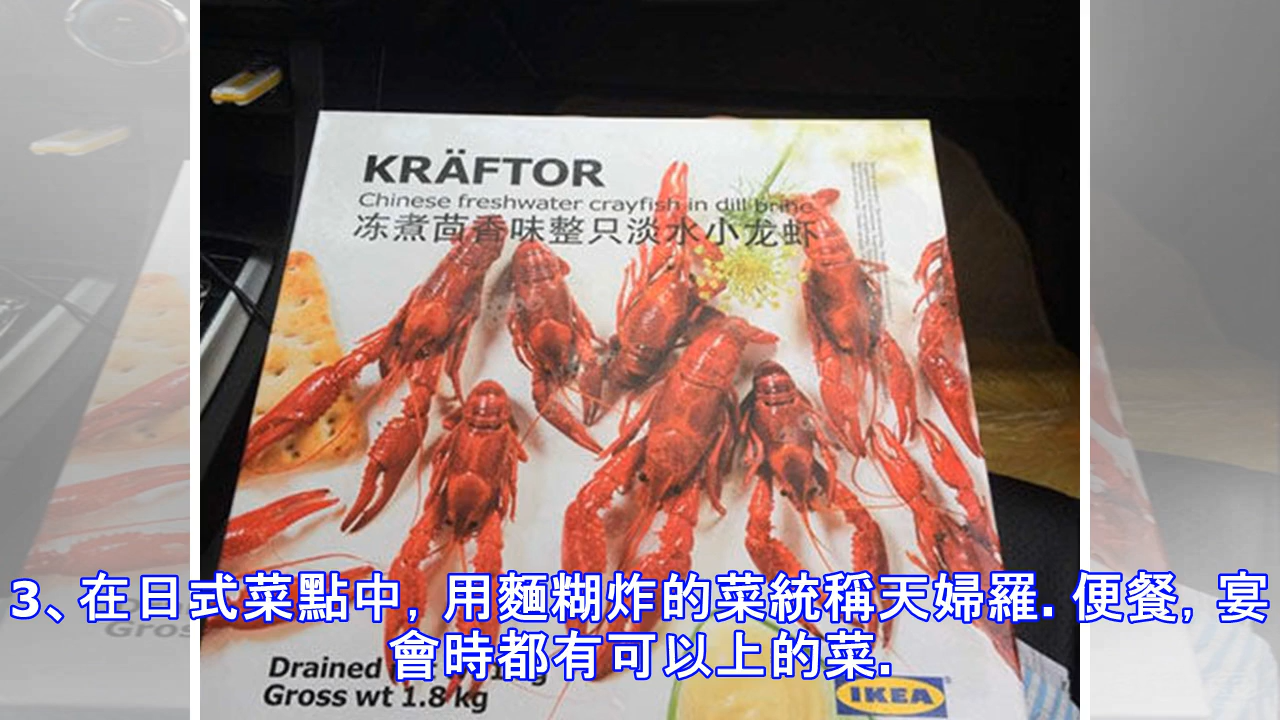 KRÄFTOR
Chinese freshwater crayfish in dill brine
冻煮茴香味整只淡水小龙虾
3、在日式菜點中, 用麵糊炸的菜統稱天婦羅. 便餐, 宴
會時都有可以上的菜.
Drained
Gross wt 1.8 kg
IKEA